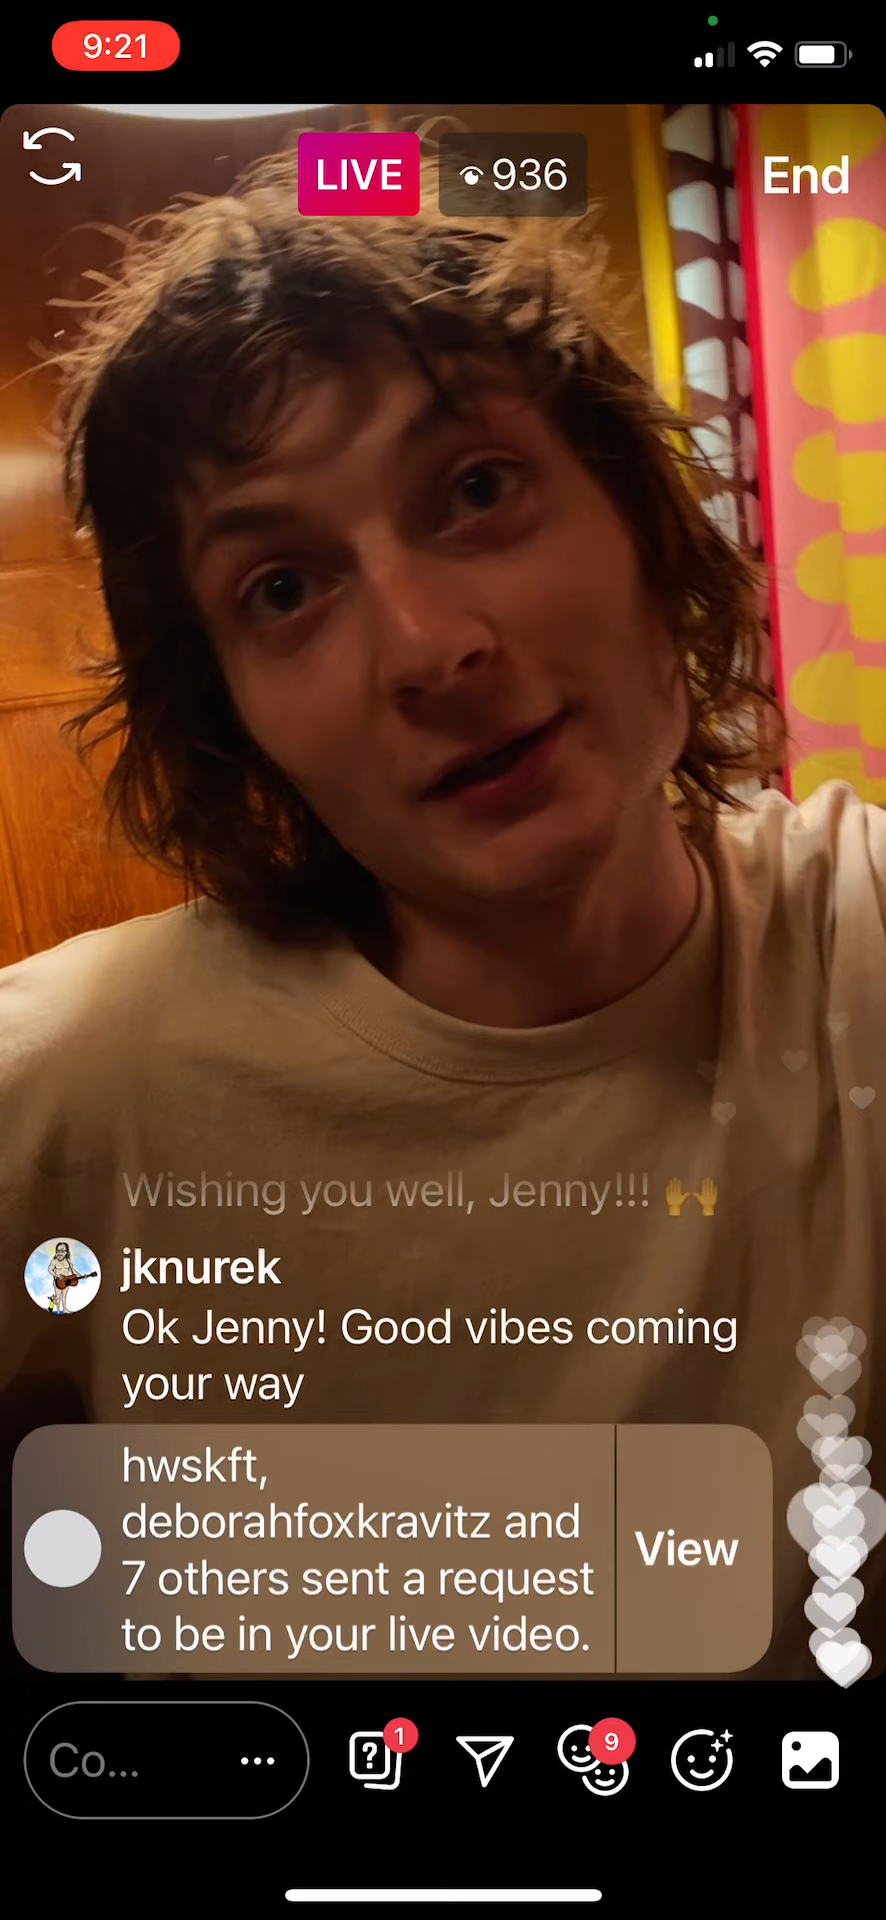 9:21
LIVE
936
End
Wishing you well, Jenny!!! 🙌
jknurek
Ok Jenny! Good vibes coming
your way
hwskft,
deborahfoxkravitz and
7 others sent a request
to be in your live video.
View
Co...
?
1
9